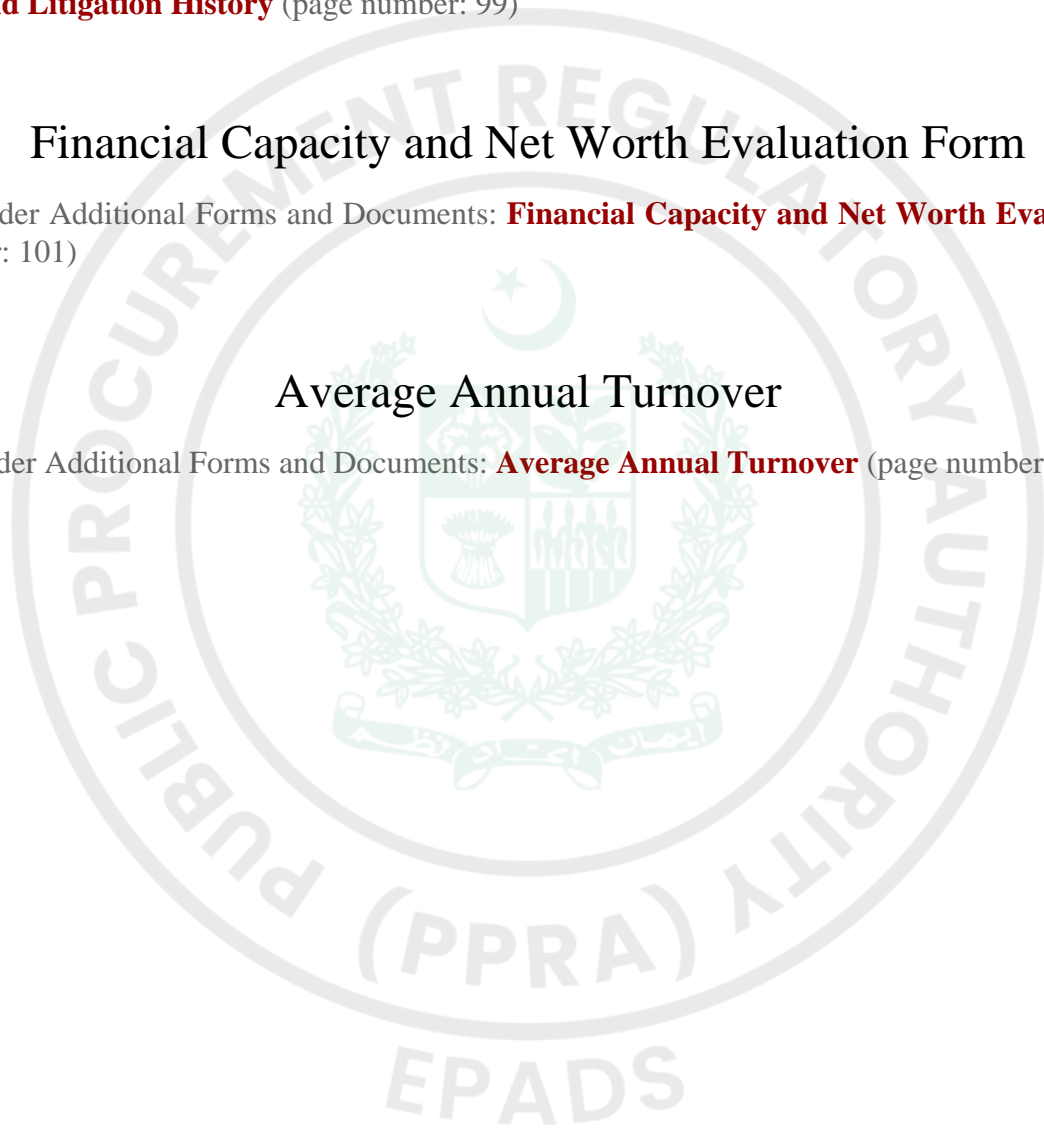 d Litigation History (page number: 99)
Financial Capacity and Net Worth Evaluation Form
der Additional Forms and Documents: Financial Capacity and Net Worth Eva
: 101)
Average Annual Turnover
der Additional Forms and Documents: Average Annual Turnover (page number
PUBLIC PROCUREMENT REGULATORY AUTHORITY
(PPRA)
EPADS